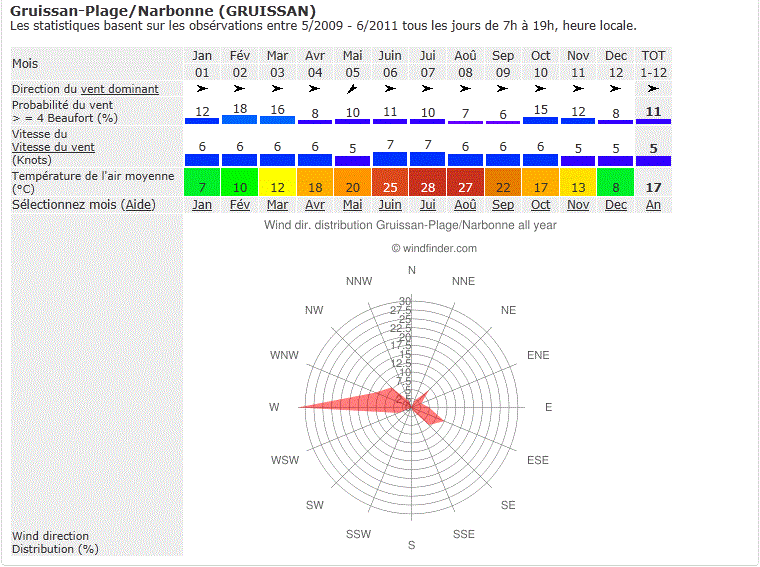 Gruissan-Plage/Narbonne (GRUISSAN)
Les statistiques basent sur les obsérvations entre 5/2009 - 6/2011 tous les jours de 7h à 19h, heure locale.
Mois Jan Fév Mar Avr Mai Juin Jui Aoû Sep Oct Nov Dec TOT
01 02 03 04 05 06 07 08 09 10 11 12 1-12
Direction du vent dominant
Probabilité du vent
> = 4 Beaufort (%) 12 18 16 8 10 11 10 7 6 15 12 8 11
Vitesse du
Vitesse du vent
(Knots) 6 6 6 6 5 7 7 6 6 6 5 5 5
Température de l'air moyenne
(°C) 7 10 12 18 20 25 28 27 22 17 13 8 17
Sélectionnez mois (Aide) Jan Fév Mar Avr Mai Juin Jui Aoû Sep Oct Nov Dec An
Wind dir. distribution Gruissan-Plage/Narbonne all year
© windfinder.com
N
NNW NNE
NW NE
30
27.5
25
22.5
20
17.5
15
12.5
10
7.5
5
2.5
WNW ENE
W E
WSW ESE
SW SE
SSW SSE
S
Wind direction
Distribution (%)